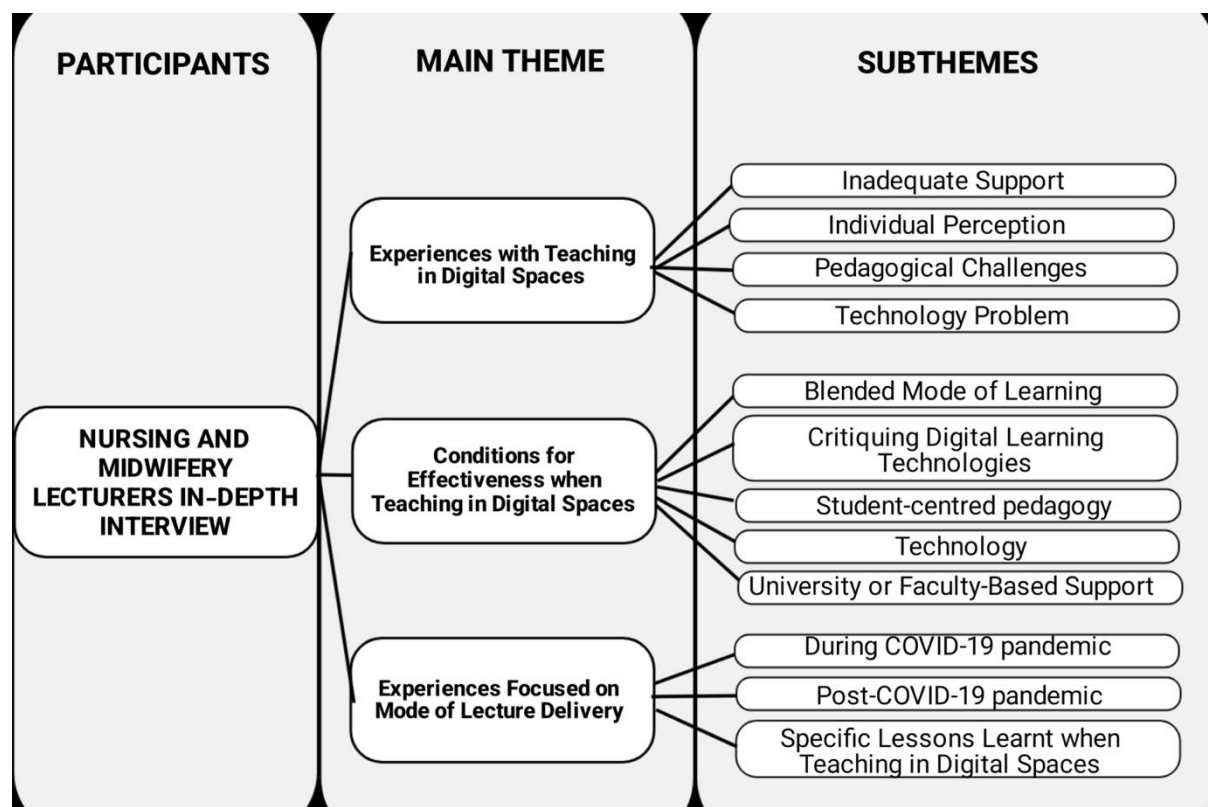 PARTICIPANTS
MAIN THEME
SUBTHEMES
NURSING AND
MIDWIFERY
LECTURERS IN-DEPTH
INTERVIEW
Experiences with Teaching
in Digital Spaces
Inadequate Support
Individual Perception
Pedagogical Challenges
Technology Problem
Conditions for
Effectiveness when
Teaching in Digital Spaces
Blended Mode of Learning
Critiquing Digital Learning
Technologies
Student-centred pedagogy
Technology
University or Faculty-Based Support
Experiences Focused on
Mode of Lecture Delivery
During COVID-19 pandemic
Post-COVID-19 pandemic
Specific Lessons Learnt when
Teaching in Digital Spaces